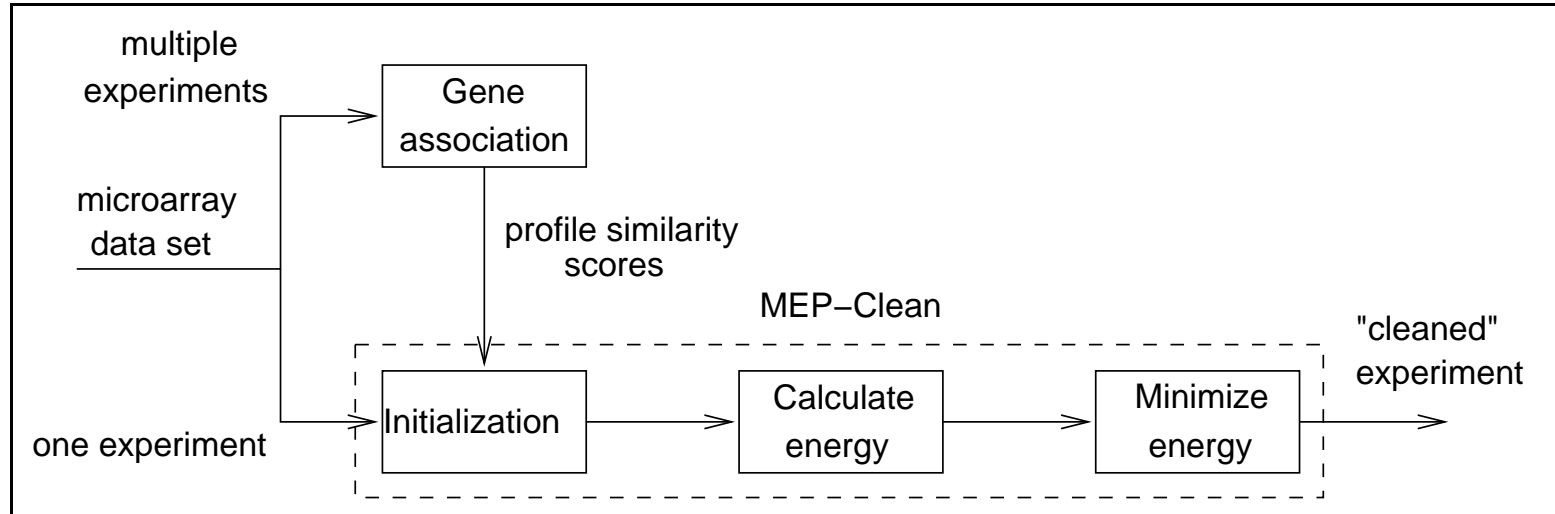 multiple
experiments
Gene
association
microarray
data set
profile similarity
scores
MEP−Clean
"cleaned"
experiment
one experiment
Initialization
Calculate
energy
Minimize
energy